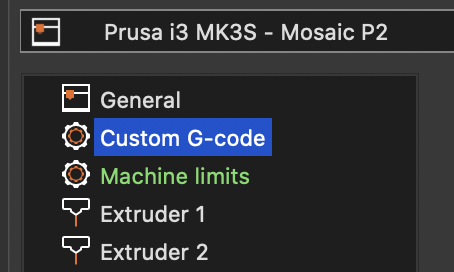 Prusa i3 MK3S - Mosaic P2
General
Custom G-code
Machine limits
Extruder 1
Extruder 2